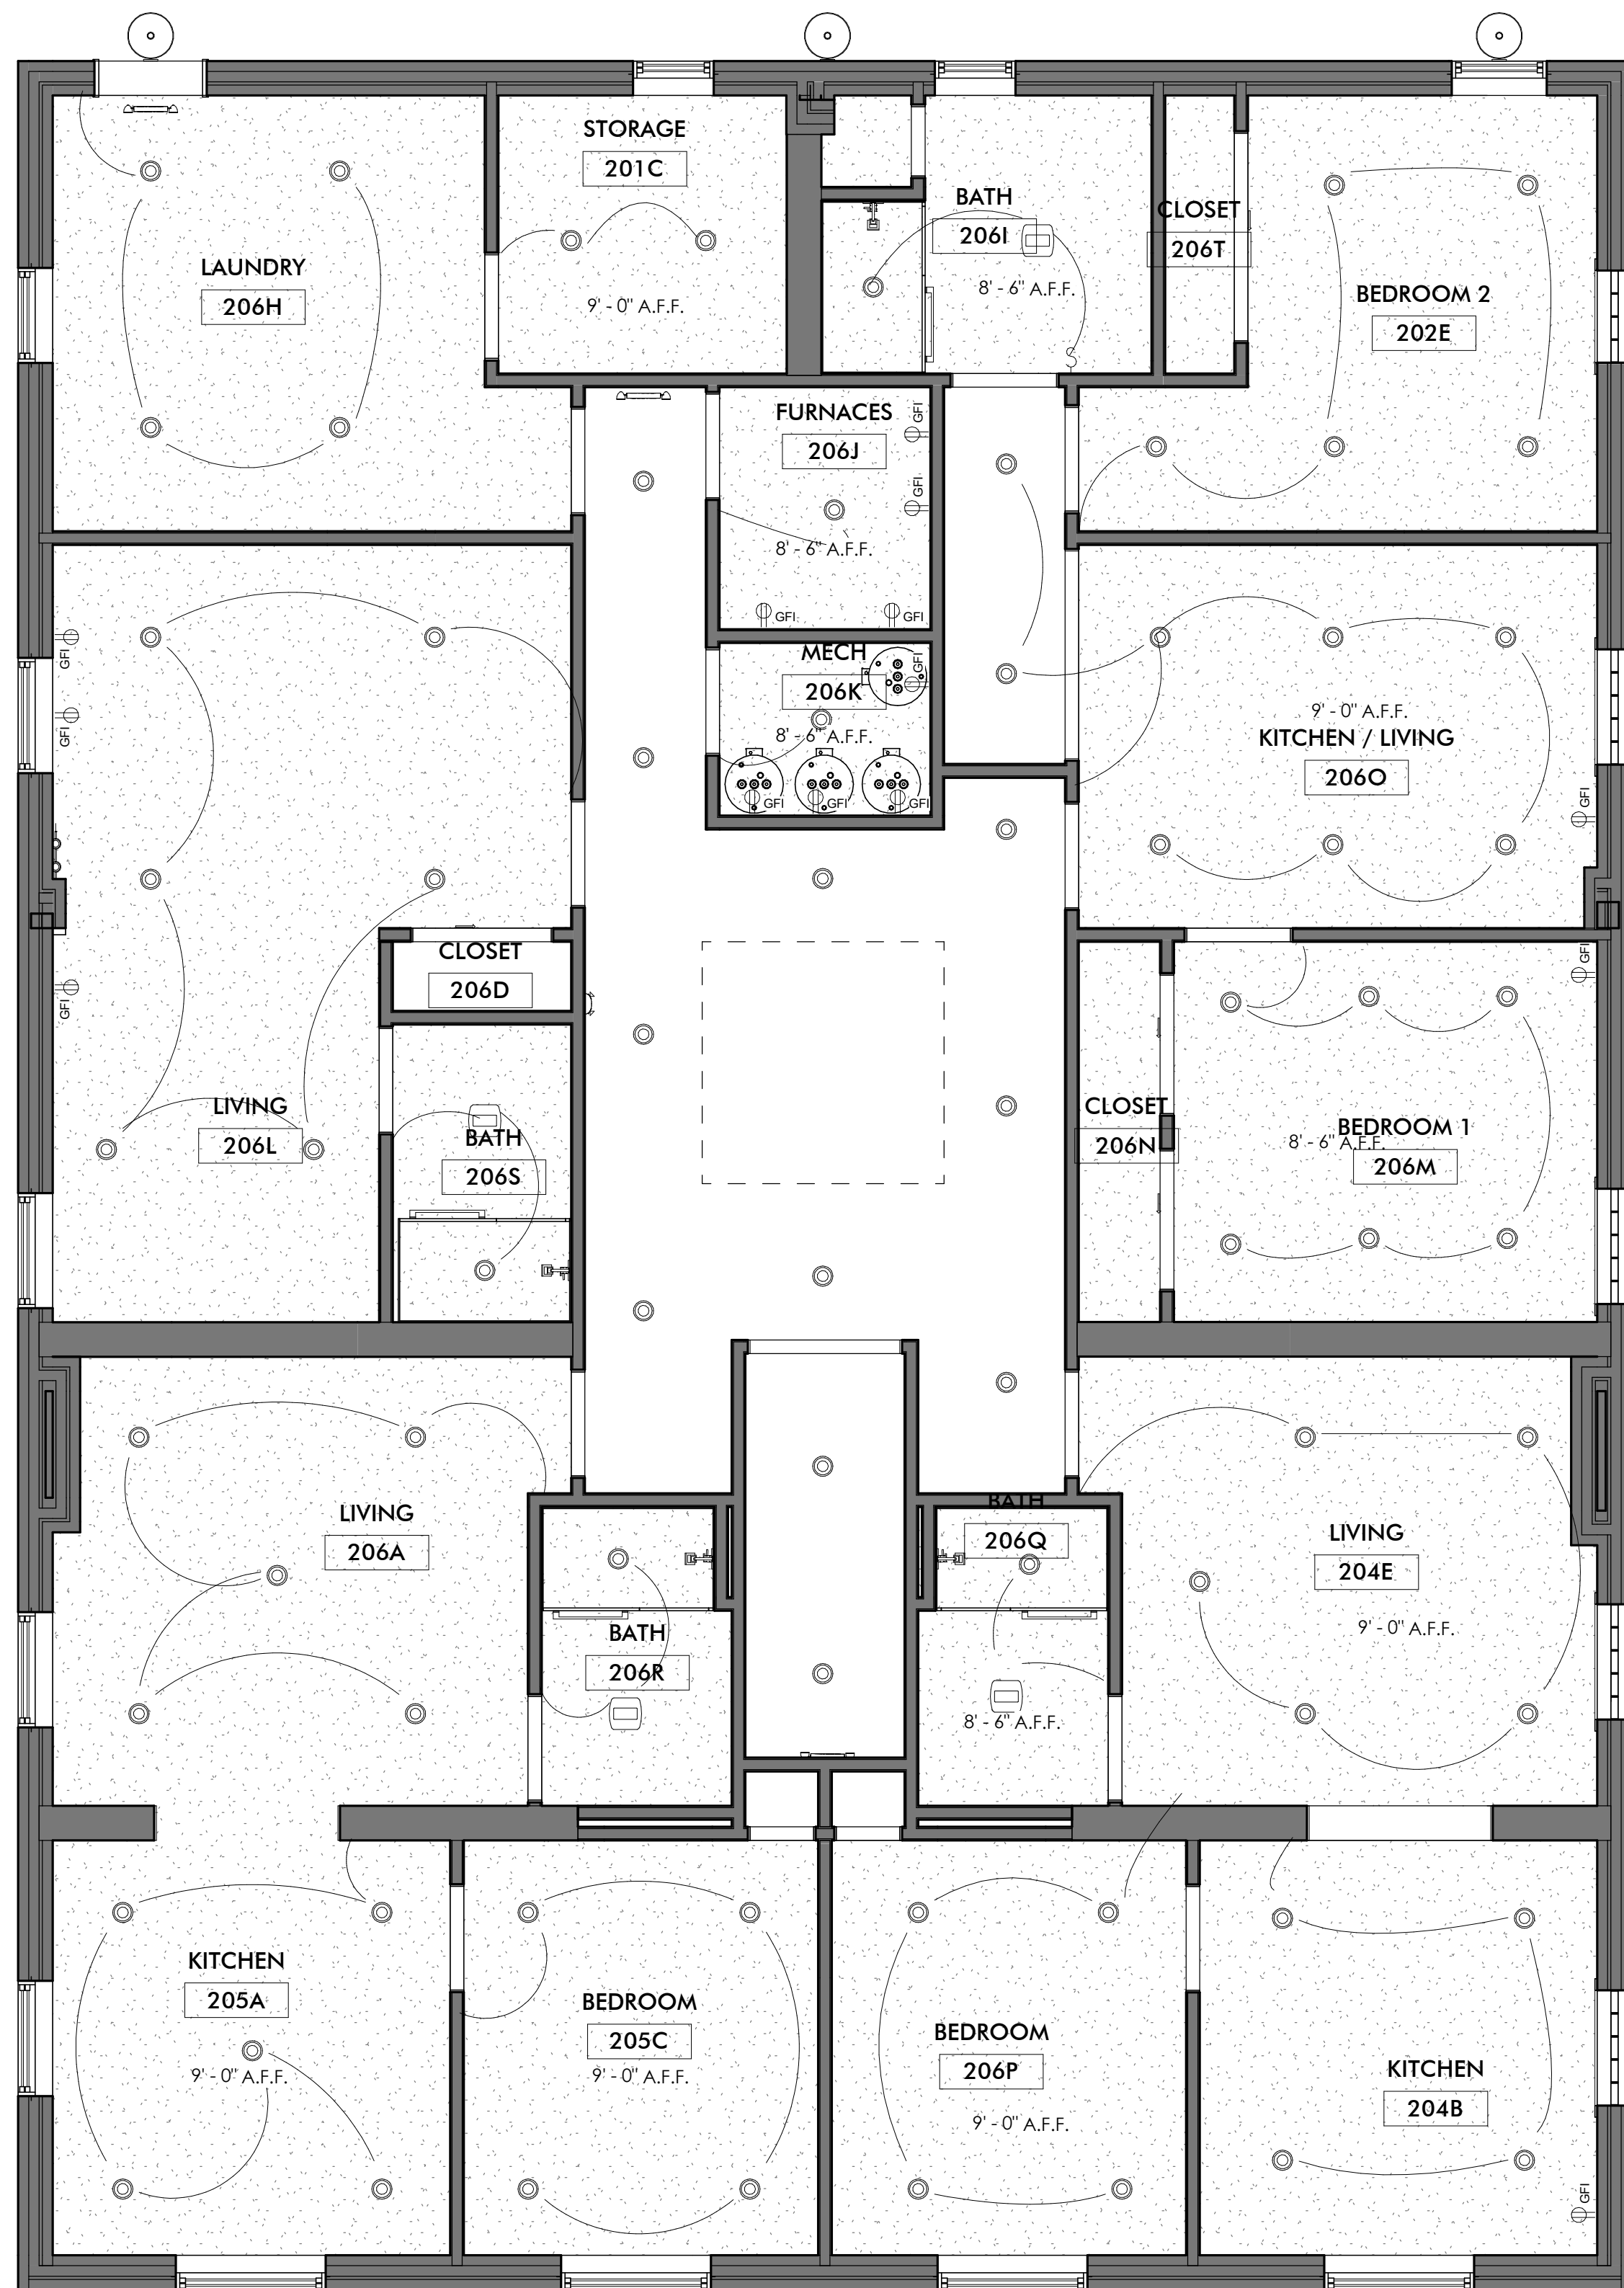 STORAGE
201C
9' - 0" A.F.F.
LAUNDRY
206H
BATH
206I
8' - 6" A.F.F.
CLOSET
206T
BEDROOM 2
202E
FURNACES
206J
8' - 6" A.F.F.
GFI
GFI
GFI
GFI
MECH
206K
8' - 6" A.F.F.
GFI
GFI
GFI
GFI
GFI
GFI
GFI
9' - 0" A.F.F.
KITCHEN / LIVING
206O
GFI
CLOSET
206D
LIVING
206L
BATH
206S
CLOSET
206N
GFI
BEDROOM 1
8' - 6" A.F.F.
206M
LIVING
206A
BATH
206R
BATH
206Q
8' - 6" A.F.F.
LIVING
204E
9' - 0" A.F.F.
KITCHEN
205A
9' - 0" A.F.F.
BEDROOM
205C
9' - 0" A.F.F.
BEDROOM
206P
9' - 0" A.F.F.
KITCHEN
204B
GFI